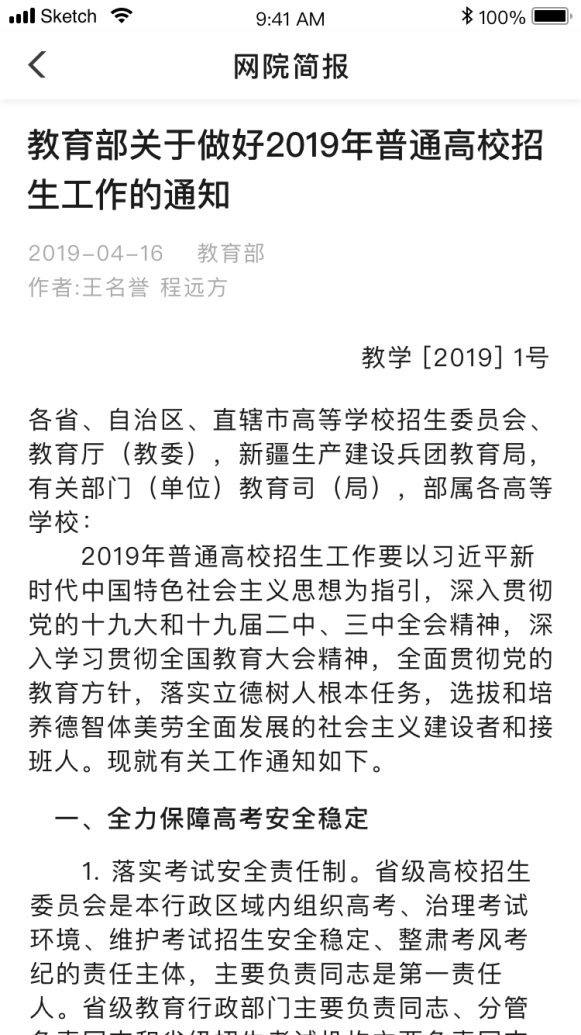 Sketch 9:41 AM 100%
网院简报
教育部关于做好2019年普通高校招
生工作的通知
2019-04-16 教育部
作者:王名誉 程远方
教学 [2019] 1号
各省、自治区、直辖市高等学校招生委员会、
教育厅（教委），新疆生产建设兵团教育局，
有关部门（单位）教育司（局），部属各高等
学校：
2019年普通高校招生工作要以习近平新
时代中国特色社会主义思想为指引，深入贯彻
党的十九大和十九届二中、三中全会精神，深
入学习贯彻全国教育大会精神，全面贯彻党的
教育方针，落实立德树人根本任务，选拔和培
养德智体美劳全面发展的社会主义建设者和接
班人。现就有关工作通知如下。
一、全力保障高考安全稳定
1. 落实考试安全责任制。省级高校招生
委员会是本行政区域内组织高考、治理考试
环境、维护考试招生安全稳定、整肃考风考
纪的责任主体，主要负责同志是第一责任
人。省级教育行政部门主要负责同志、分管